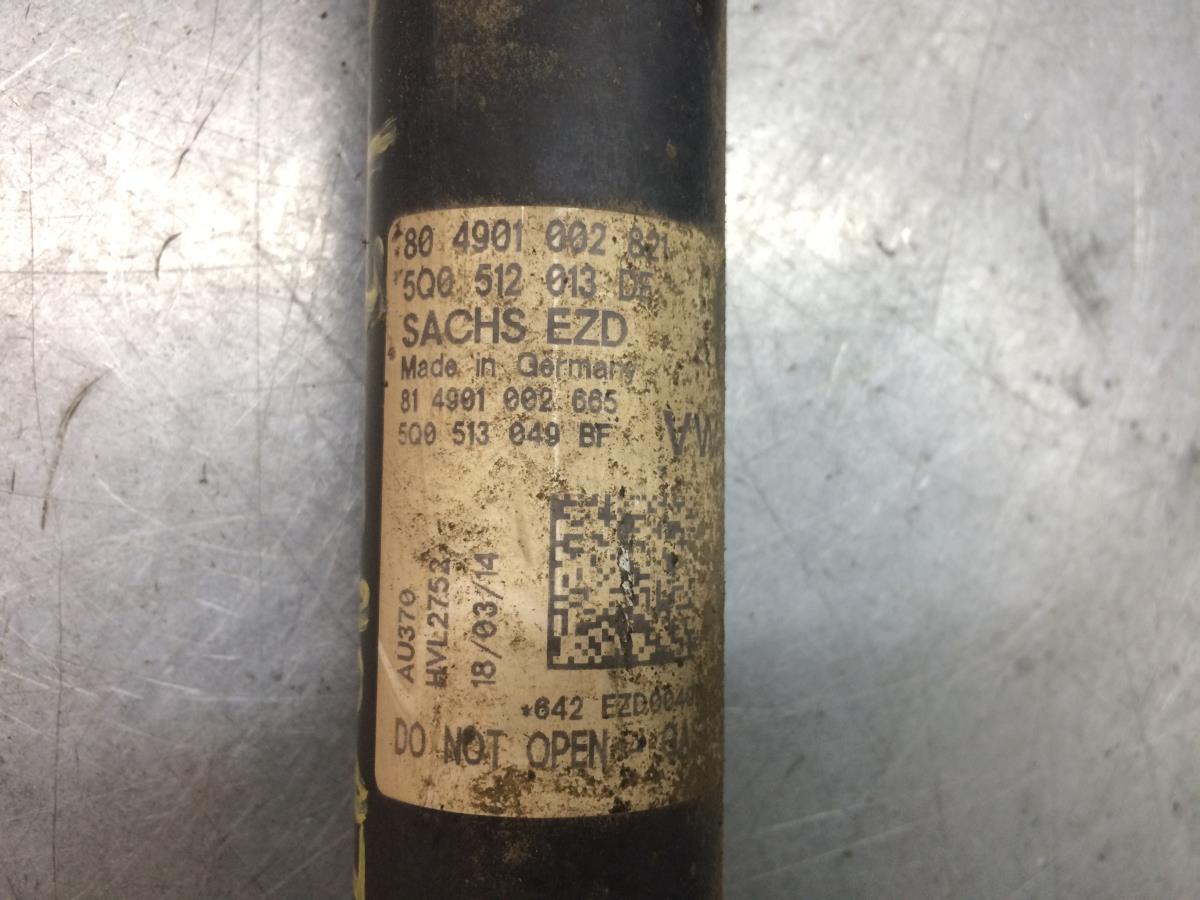 80 4901 002 821
5Q0 512 013
SACHS EZD
Made in Germany
81 4901 002 665
5Q0 513 049 BF
AU370
HVL2752
18/03/14
*642
DO NOT OPEN